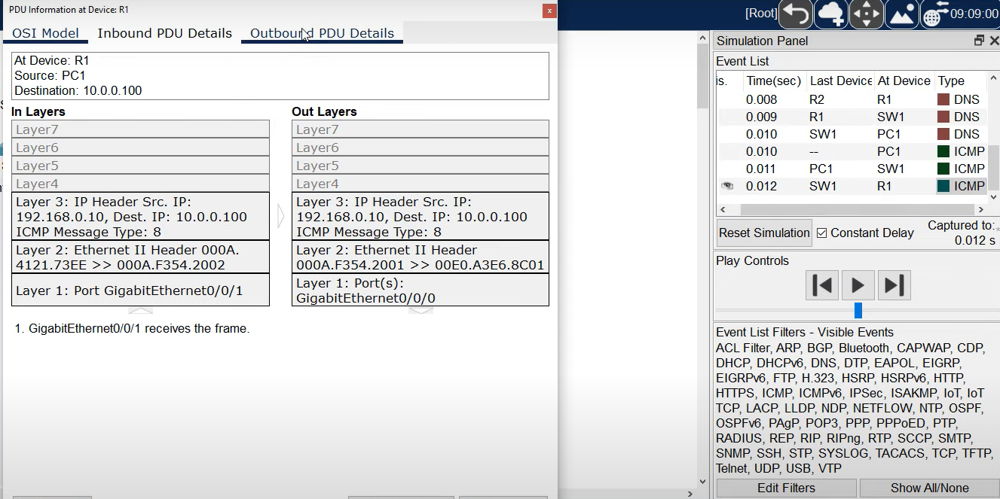 PDU Information at Device: R1
OSI Model Inbound PDU Details Outbound PDU Details
At Device: R1
Source: PC1
Destination: 10.0.0.100
In Layers
Layer7
Layer6
Layer5
Layer4
Layer 3: IP Header Src. IP:
192.168.0.10, Dest. IP: 10.0.0.100
ICMP Message Type: 8
Layer 2: Ethernet II Header 000A.
4121.73EE >> 000A.F354.2002
Layer 1: Port GigabitEthernet0/0/1
Out Layers
Layer7
Layer6
Layer5
Layer4
Layer 3: IP Header Src. IP:
192.168.0.10, Dest. IP: 10.0.0.100
ICMP Message Type: 8
Layer 2: Ethernet II Header
000A.F354.2001 >> 00E0.A3E6.8C01
Layer 1: Port(s):
GigabitEthernet0/0/0
1. GigabitEthernet0/0/1 receives the frame.
[Root] 09:09:00
Simulation Panel
Event List
is. Time(sec) Last Device At Device Type
0.008 R2 R1 DNS
0.009 R1 SW1 DNS
0.010 SW1 PC1 DNS
0.010 -- PC1 ICMP
0.011 PC1 SW1 ICMP
0.012 SW1 R1 ICMP
Reset Simulation Constant Delay Captured to:
0.012 s
Play Controls
Event List Filters - Visible Events
ACL Filter, ARP, BGP, Bluetooth, CAPWAP, CDP,
DHCP, DHCPv6, DNS, DTP, EAPOL, EIGRP,
EIGRPv6, FTP, H.323, HSRP, HSRPv6, HTTP,
HTTPS, ICMP, ICMPv6, IPSec, ISAKMP, IoT, IoT
TCP, LACP, LLDP, NDP, NETFLOW, NTP, OSPF,
OSPFv6, PAgP, POP3, PPP, PPPoED, PTP,
RADIUS, REP, RIP, RIPng, RTP, SCCP, SMTP,
SNMP, SSH, STP, SYSLOG, TACACS, TCP, TFTP,
Telnet, UDP, USB, VTP
Edit Filters Show All/None